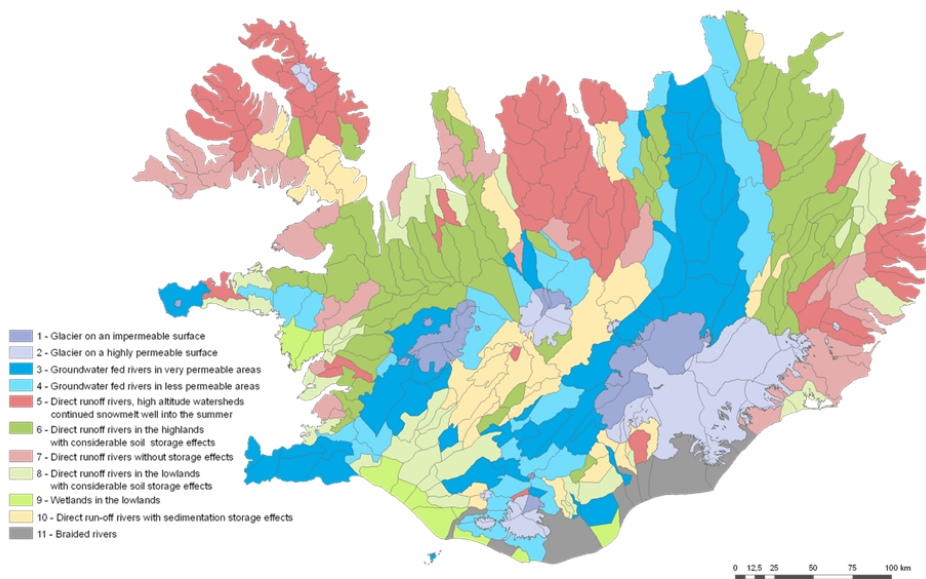 1 - Glacier on an impermeable surface
2 - Glacier on a highly permeable surface
3 - Groundwater fed rivers in very permeable areas
4 - Groundwater fed rivers in less permeable areas
5 - Direct runoff rivers, high altitude watersheds
continued snowmelt well into the summer
6 - Direct runoff rivers in the highlands
with considerable soil storage effects
7 - Direct runoff rivers without storage effects
8 - Direct runoff rivers in the lowlands
with considerable soil storage effects
9 - Wetlands in the lowlands
10 - Direct run-off rivers with sedimentation storage effects
11 - Braided rivers
0 12,5 25 50 75 100 km